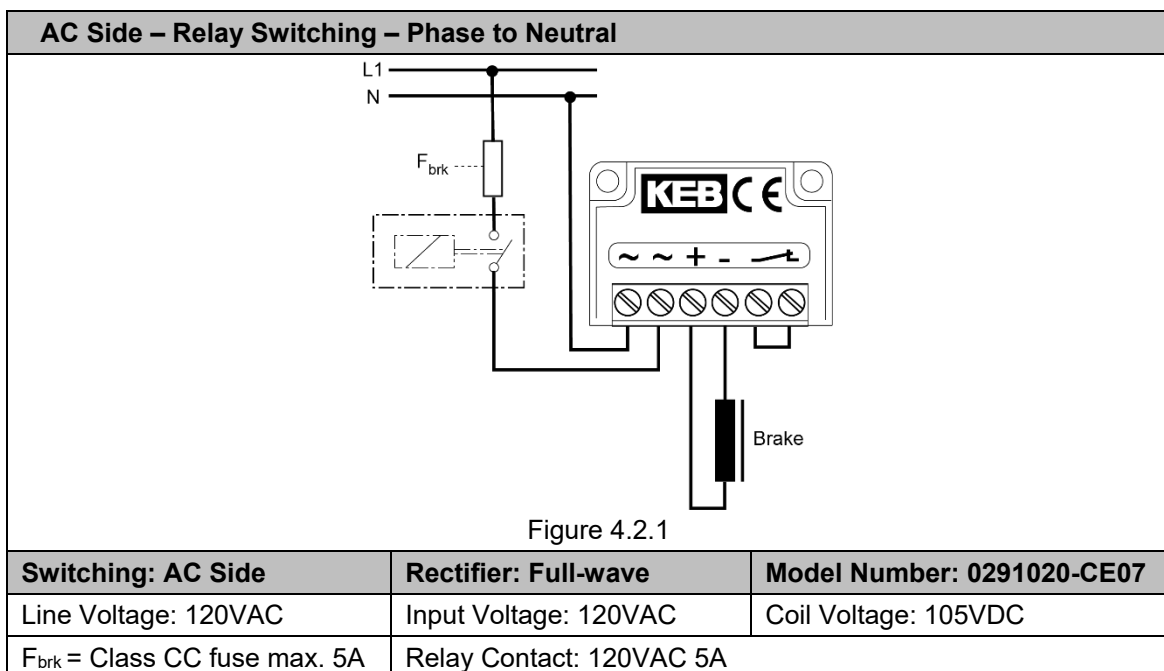 AC Side – Relay Switching – Phase to Neutral
L1
N
Fbrk
KEB CE
~ ~ + -
Brake
Figure 4.2.1
Switching: AC Side Rectifier: Full-wave Model Number: 0291020-CE07
Line Voltage: 120VAC Input Voltage: 120VAC Coil Voltage: 105VDC
Fbrk = Class CC fuse max. 5A Relay Contact: 120VAC 5A